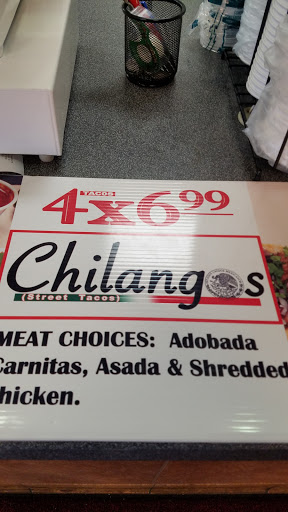 TACOS
4x6.99
Chilangos
(Street Tacos)
MEAT CHOICES: Adobada
Carnitas, Asada & Shredded
hicken.